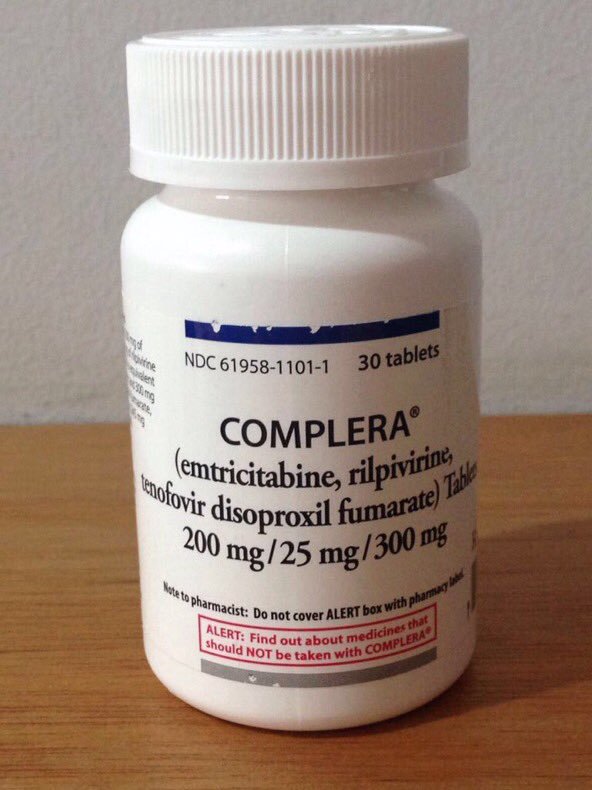 NDC 61958-1101-1 30 tablets
COMPLERA®
(emtricitabine, rilpivirine,
tenofovir disoproxil fumarate)
200 mg/25 mg/300 mg
Note to pharmacist: Do not cover ALERT box with pharmacy label.
ALERT: Find out about medicines that
should NOT be taken with COMPLERA®